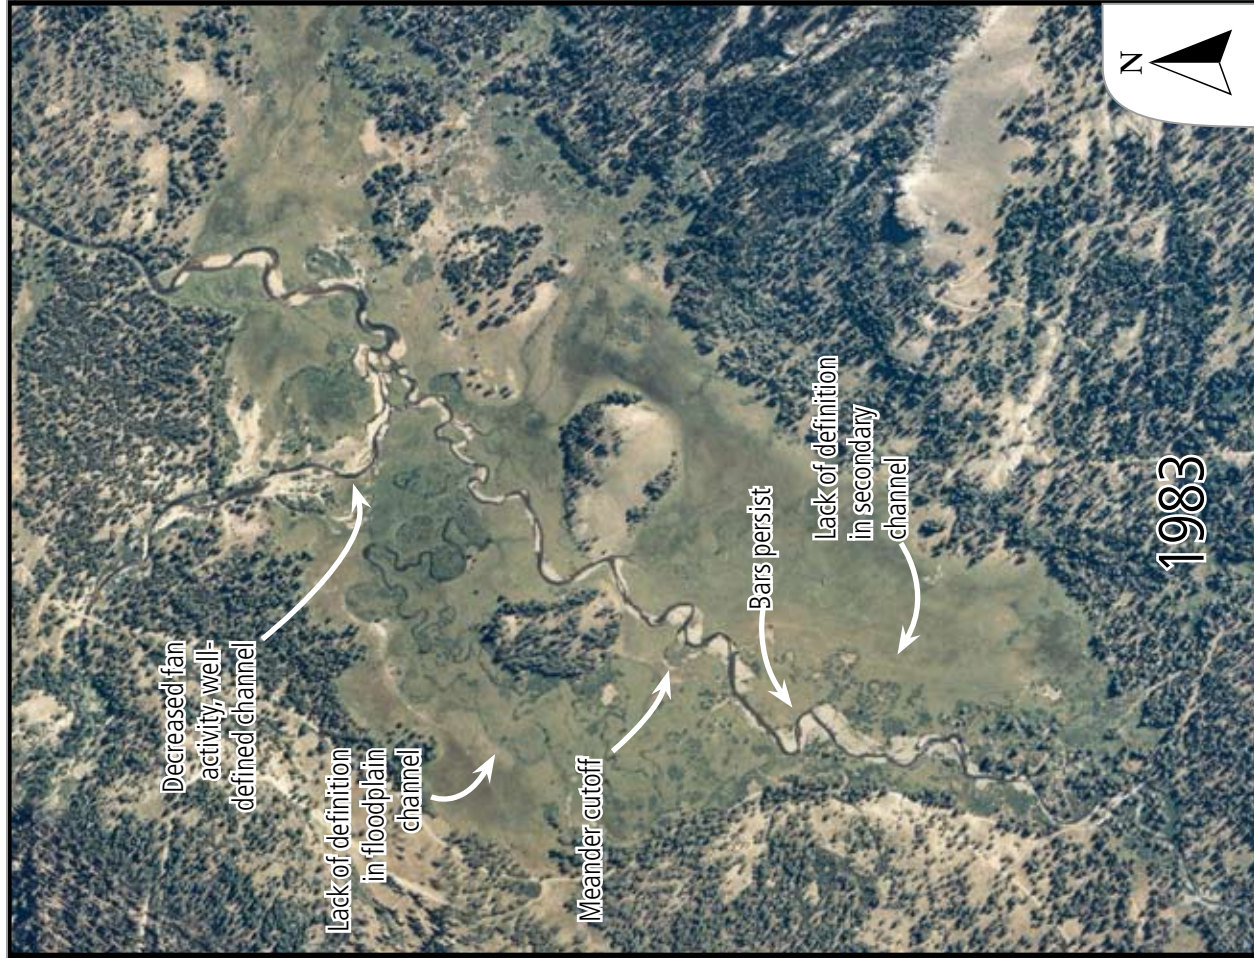 Decreased fan
activity, well-
defined channel
Lack of definition
in floodplain
channel
Meander cutoff
Bars persist
Lack of definition
in secondary
channel
1983
N